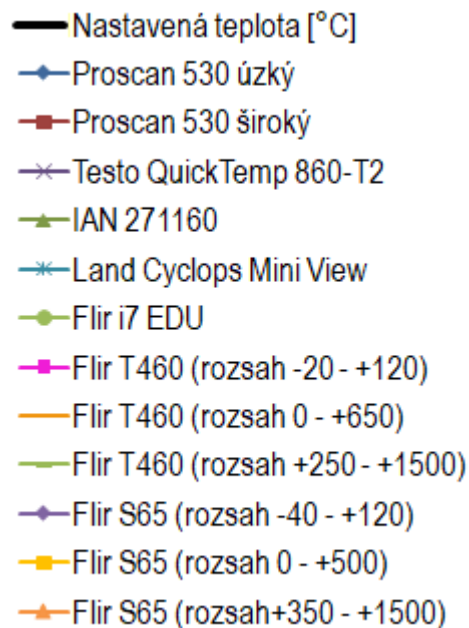 Nastavená teplota [°C]
Proscan 530 úzký
Proscan 530 široký
Testo QuickTemp 860-T2
IAN 271160
Land Cyclops Mini View
Flir i7 EDU
Flir T460 (rozsah -20 - +120)
Flir T460 (rozsah 0 - +650)
Flir T460 (rozsah +250 - +1500)
Flir S65 (rozsah -40 - +120)
Flir S65 (rozsah 0 - +500)
Flir S65 (rozsah+350 - +1500)